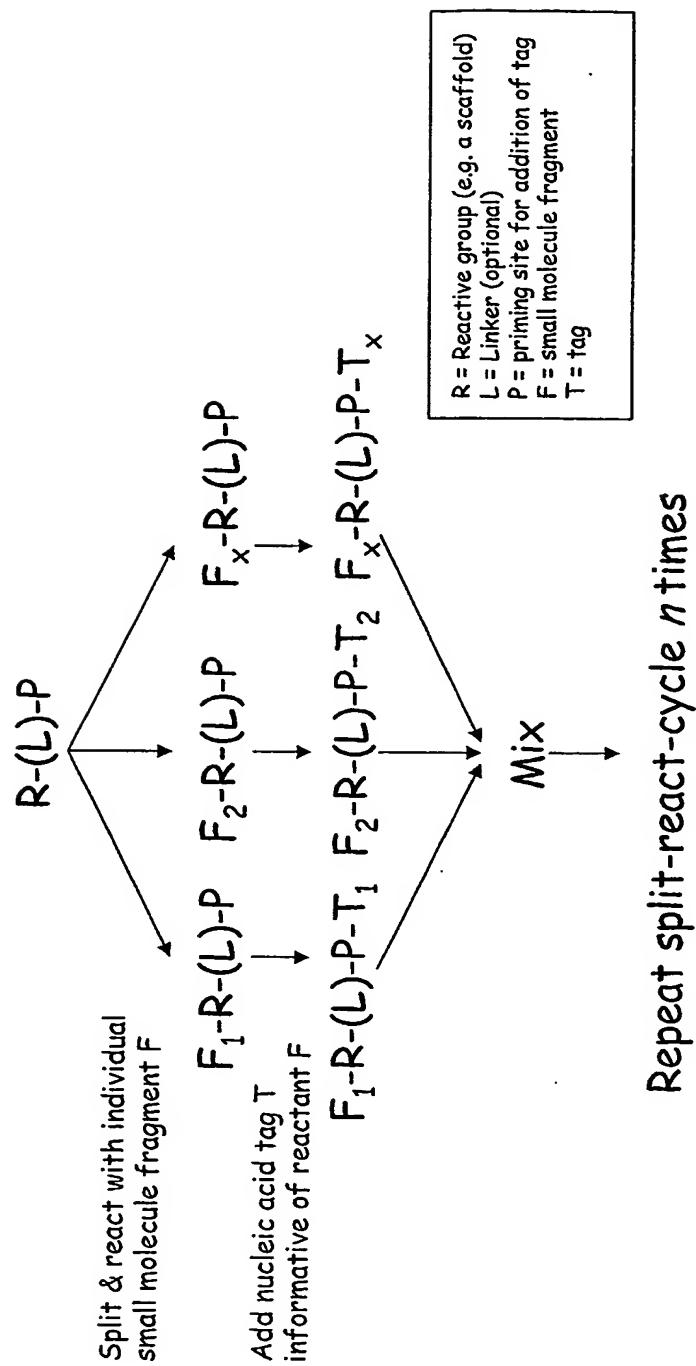 R-(L)-P
Split & react with individual
small molecule fragment F
F₁-R-(L)-P F₂-R-(L)-P Fₓ-R-(L)-P
Add nucleic acid tag T
informative of reactant F
F₁-R-(L)-P-T₁ F₂-R-(L)-P-T₂ Fₓ-R-(L)-P-Tₓ
Mix
Repeat split-react-cycle n times
R = Reactive group (e.g. a scaffold)
L = Linker (optional)
P = priming site for addition of tag
F = small molecule fragment
T = tag